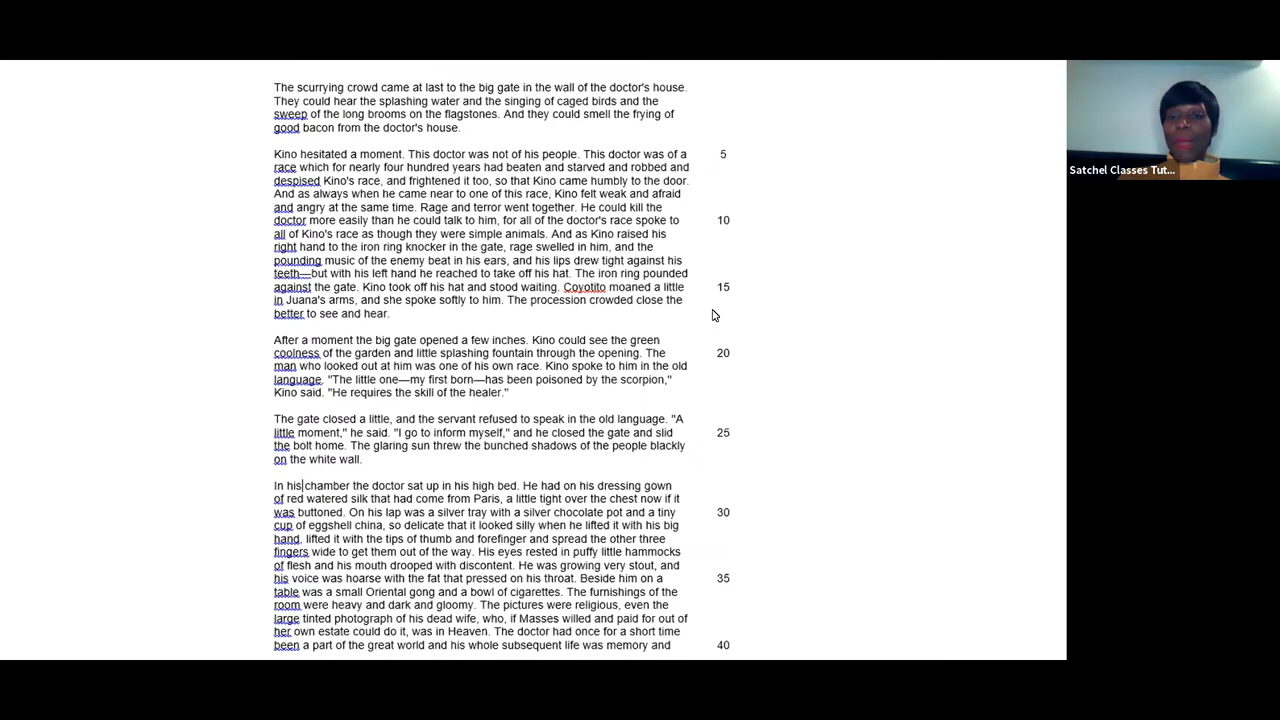 The scurrying crowd came at last to the big gate in the wall of the doctor's house.
They could hear the splashing water and the singing of caged birds and the
sweep of the long brooms on the flagstones. And they could smell the frying of
good bacon from the doctor's house.
Kino hesitated a moment. This doctor was not of his people. This doctor was of a 5
race which for nearly four hundred years had beaten and starved and robbed and
despised Kino's race, and frightened it too, so that Kino came humbly to the door.
And as always when he came near to one of this race, Kino felt weak and afraid
and angry at the same time. Rage and terror went together. He could kill the
doctor more easily than he could talk to him, for all of the doctor's race spoke to 10
all of Kino's race as though they were simple animals. And as Kino raised his
right hand to the iron ring knocker in the gate, rage swelled in him, and the
pounding music of the enemy beat in his ears, and his lips drew tight against his
teeth—but with his left hand he reached to take off his hat. The iron ring pounded
against the gate. Kino took off his hat and stood waiting. Coyotito moaned a little 15
in Juana's arms, and she spoke softly to him. The procession crowded close the
better to see and hear.
After a moment the big gate opened a few inches. Kino could see the green
coolness of the garden and little splashing fountain through the opening. The 20
man who looked out at him was one of his own race. Kino spoke to him in the old
language. "The little one—my first born—has been poisoned by the scorpion,"
Kino said. "He requires the skill of the healer."
The gate closed a little, and the servant refused to speak in the old language. "A
little moment," he said. "I go to inform myself," and he closed the gate and slid 25
the bolt home. The glaring sun threw the bunched shadows of the people blackly
on the white wall.
In his chamber the doctor sat up in his high bed. He had on his dressing gown
of red watered silk that had come from Paris, a little tight over the chest now if it
was buttoned. On his lap was a silver tray with a silver chocolate pot and a tiny 30
cup of eggshell china, so delicate that it looked silly when he lifted it with his big
hand, lifted it with the tips of thumb and forefinger and spread the other three
fingers wide to get them out of the way. His eyes rested in puffy little hammocks
of flesh and his mouth drooped with discontent. He was growing very stout, and
his voice was hoarse with the fat that pressed on his throat. Beside him on a 35
table was a small Oriental gong and a bowl of cigarettes. The furnishings of the
room were heavy and dark and gloomy. The pictures were religious, even the
large tinted photograph of his dead wife, who, if Masses willed and paid for out of
her own estate could do it, was in Heaven. The doctor had once for a short time
been a part of the great world and his whole subsequent life was memory and 40
Satchel Classes Tut...